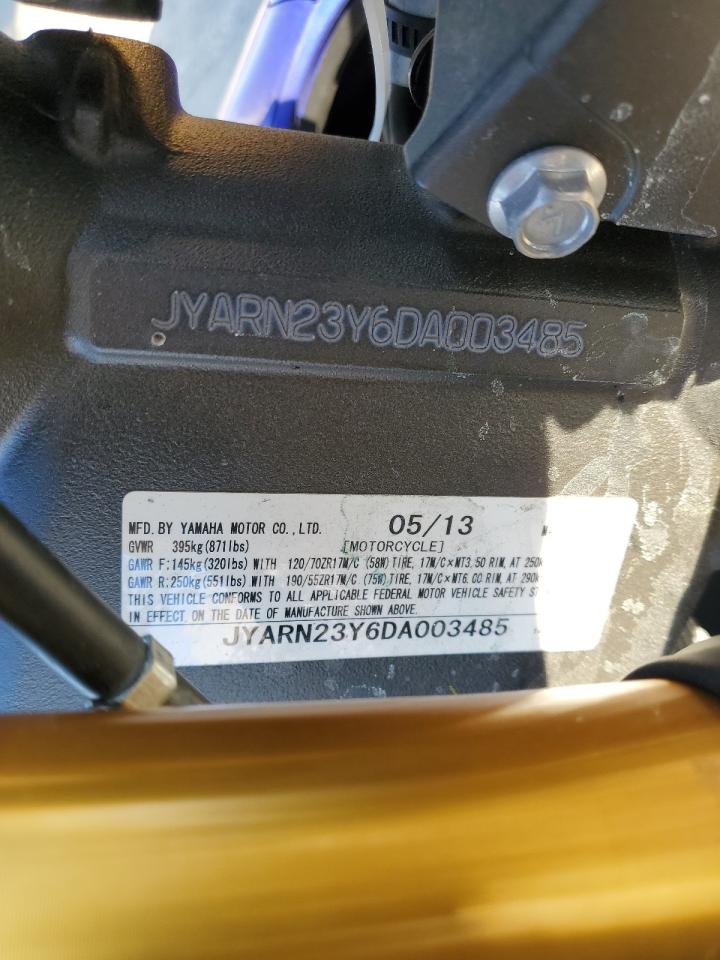 JYARN23Y6DA003485
MFD. BY YAMAHA MOTOR CO., LTD. 05/13
GVWR 395kg(871lbs) [MOTORCYCLE]
GAWR F:145kg(320lbs) WITH 120/70ZR17M/C (58W) TIRE, 17M/C×MT3.50 RIM, AT 250
GAWR R:250kg(551lbs) WITH 190/55ZR17M/C (75W) TIRE, 17M/C×MT6.00 RIM, AT 290
THIS VEHICLE CONFORMS TO ALL APPLICABLE FEDERAL MOTOR VEHICLE SAFETY
IN EFFECT ON THE DATE OF MANUFACTURE SHOWN ABOVE.
JYARN23Y6DA003485